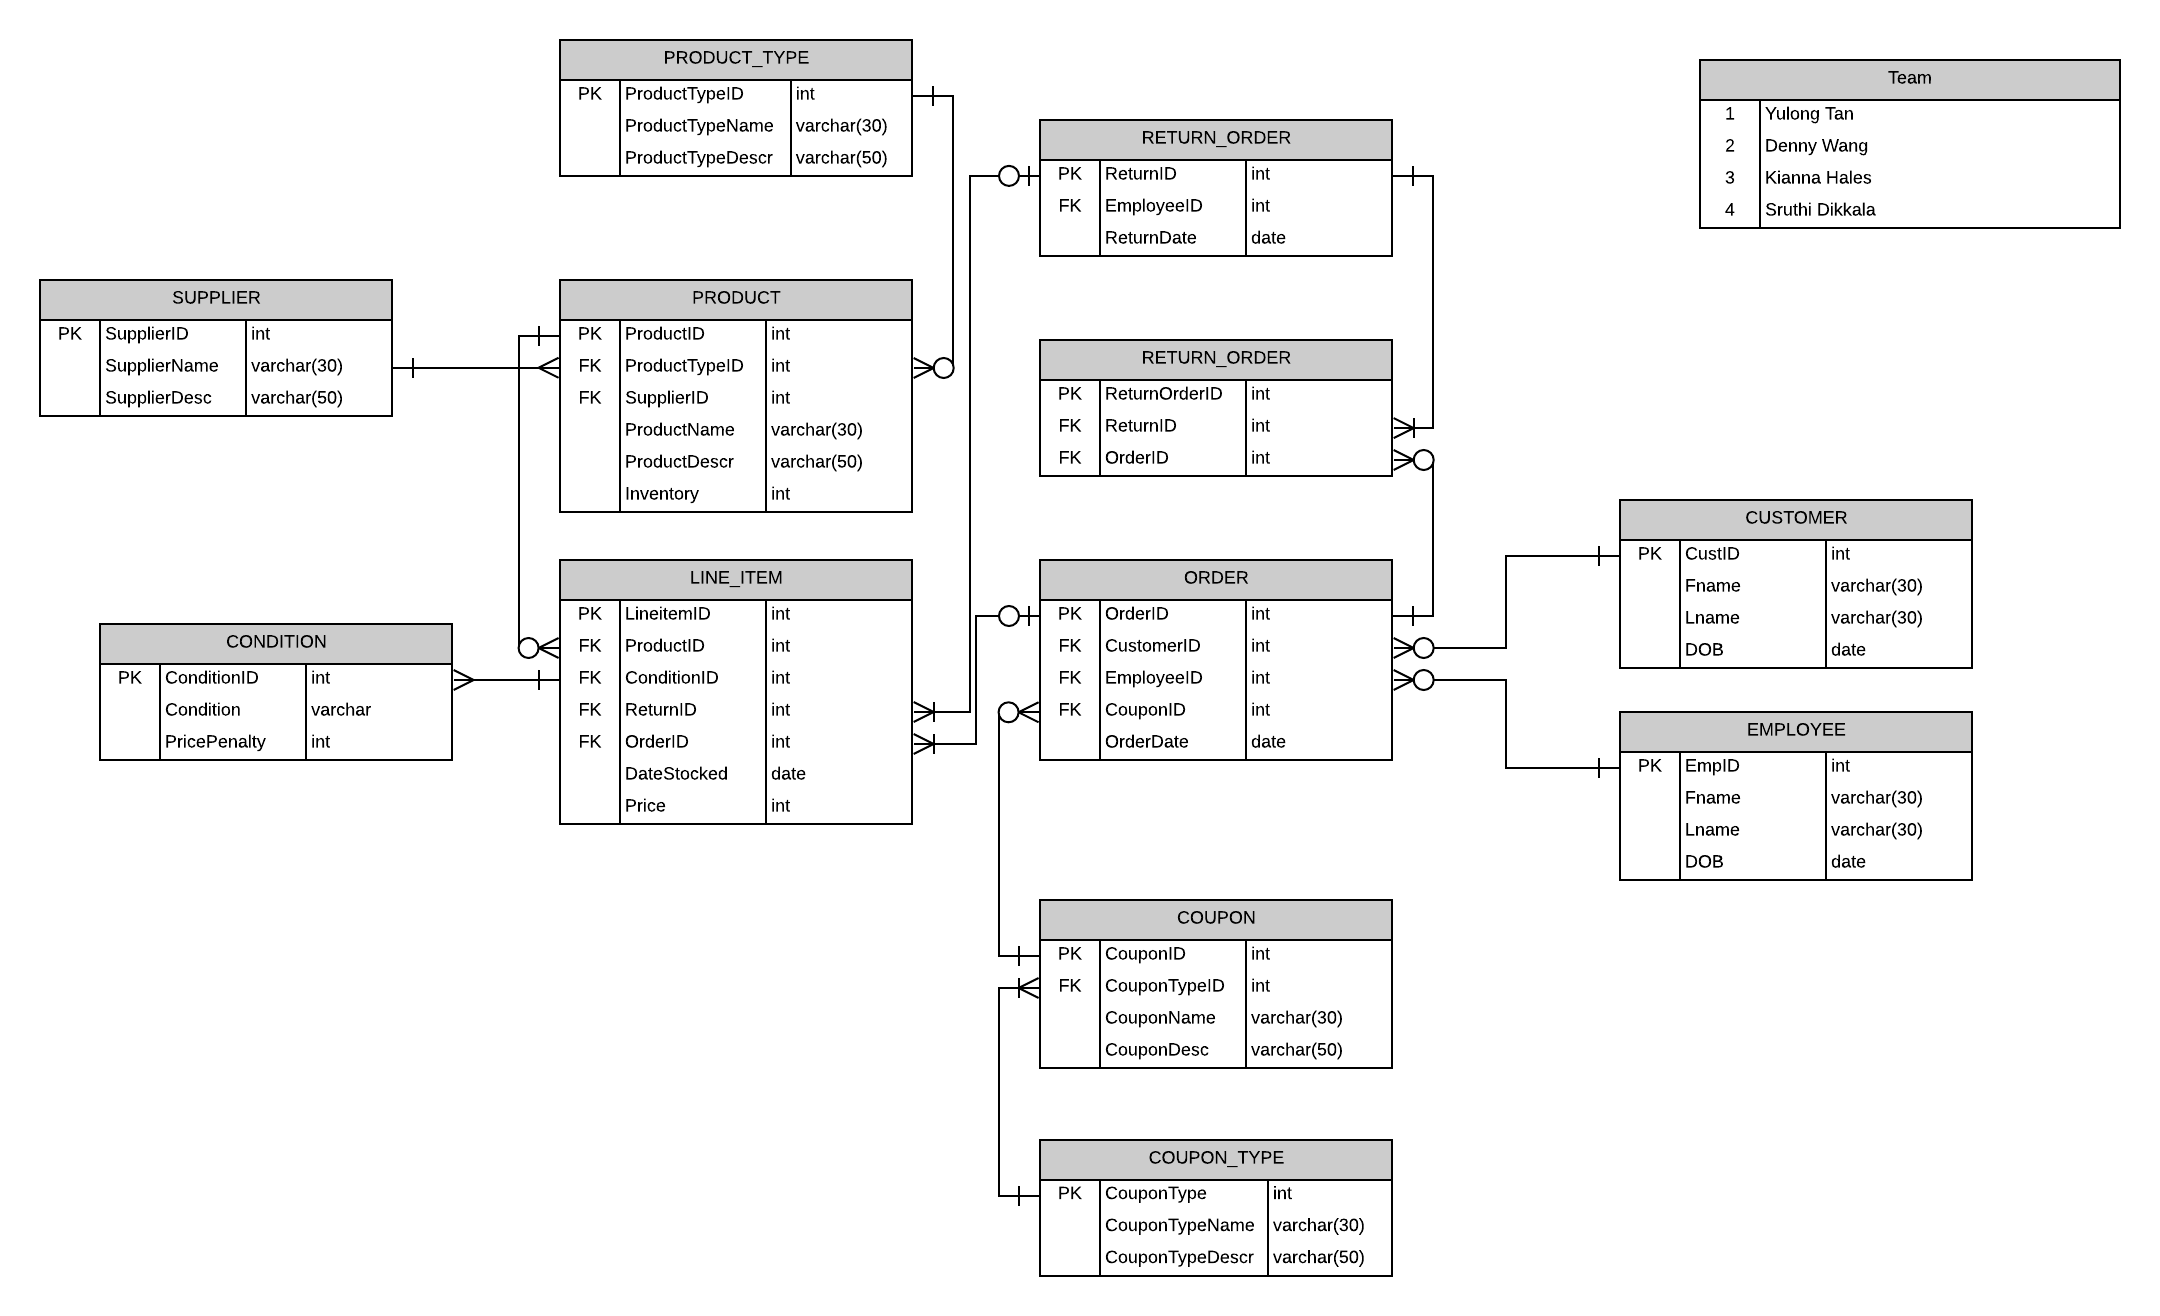 PRODUCT_TYPE
PK ProductTypeID int
ProductTypeName varchar(30)
ProductTypeDescr varchar(50)
Team
1 Yulong Tan
2 Denny Wang
3 Kianna Hales
4 Sruthi Dikkala
RETURN_ORDER
PK ReturnID int
FK EmployeeID int
ReturnDate date
SUPPLIER
PK SupplierID int
SupplierName varchar(30)
SupplierDesc varchar(50)
PRODUCT
PK ProductID int
FK ProductTypeID int
FK SupplierID int
ProductName varchar(30)
ProductDescr varchar(50)
Inventory int
RETURN_ORDER
PK ReturnOrderID int
FK ReturnID int
FK OrderID int
CUSTOMER
PK CustID int
Fname varchar(30)
Lname varchar(30)
DOB date
CONDITION
PK ConditionID int
Condition varchar
PricePenalty int
LINE_ITEM
PK LineitemID int
FK ProductID int
FK ConditionID int
FK ReturnID int
FK OrderID int
DateStocked date
Price int
ORDER
PK OrderID int
FK CustomerID int
FK EmployeeID int
FK CouponID int
OrderDate date
EMPLOYEE
PK EmpID int
Fname varchar(30)
Lname varchar(30)
DOB date
COUPON
PK CouponID int
FK CouponTypeID int
CouponName varchar(30)
CouponDesc varchar(50)
COUPON_TYPE
PK CouponType int
CouponTypeName varchar(30)
CouponTypeDescr varchar(50)